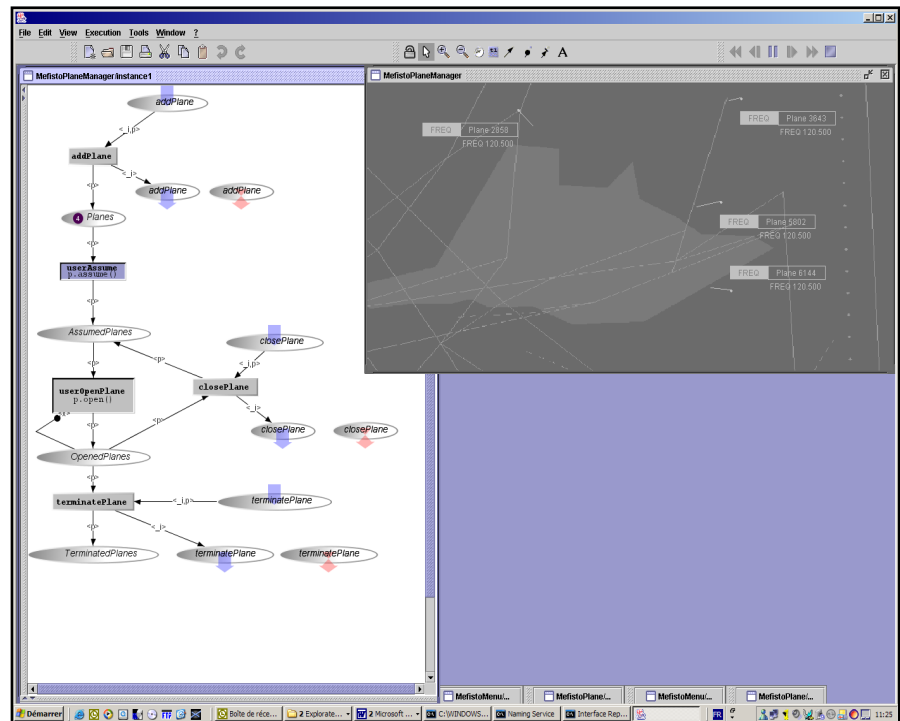 File Edit View Execution Tools Window ?
A
MefistoPlaneManager/instance1
MefistoPlaneManager
addPlane
<_i,p>
addPlane
<p>
<_i>
addPlane
addPlane
4 Planes
<p>
userAssume
p.assume()
<p>
AssumedPlanes
closePlane
<p>
<p>
<_i,p>
userOpenPlane
p.open()
closePlane
<p>
<p>
<_i>
closePlane
closePlane
OpenedPlanes
<p>
terminatePlane
<_i,p>
terminatePlane
<p>
<_i>
TerminatedPlanes
terminatePlane
terminatePlane
FREQ Plane 2858
FREQ 120.500
FREQ Plane 3643
FREQ 120.500
FREQ Plane 5002
FREQ 120.500
FREQ Plane 6144
FREQ 120.500
MefistoMenu/...
MefistoPlane/...
MefistoMenu/...
MefistoPlane/...
Démarrer
Boîte de réce...
2 Explorate...
2 Microsoft ...
C:\WINDOWS...
Naming Service
Interface Rep...
FR
11:25